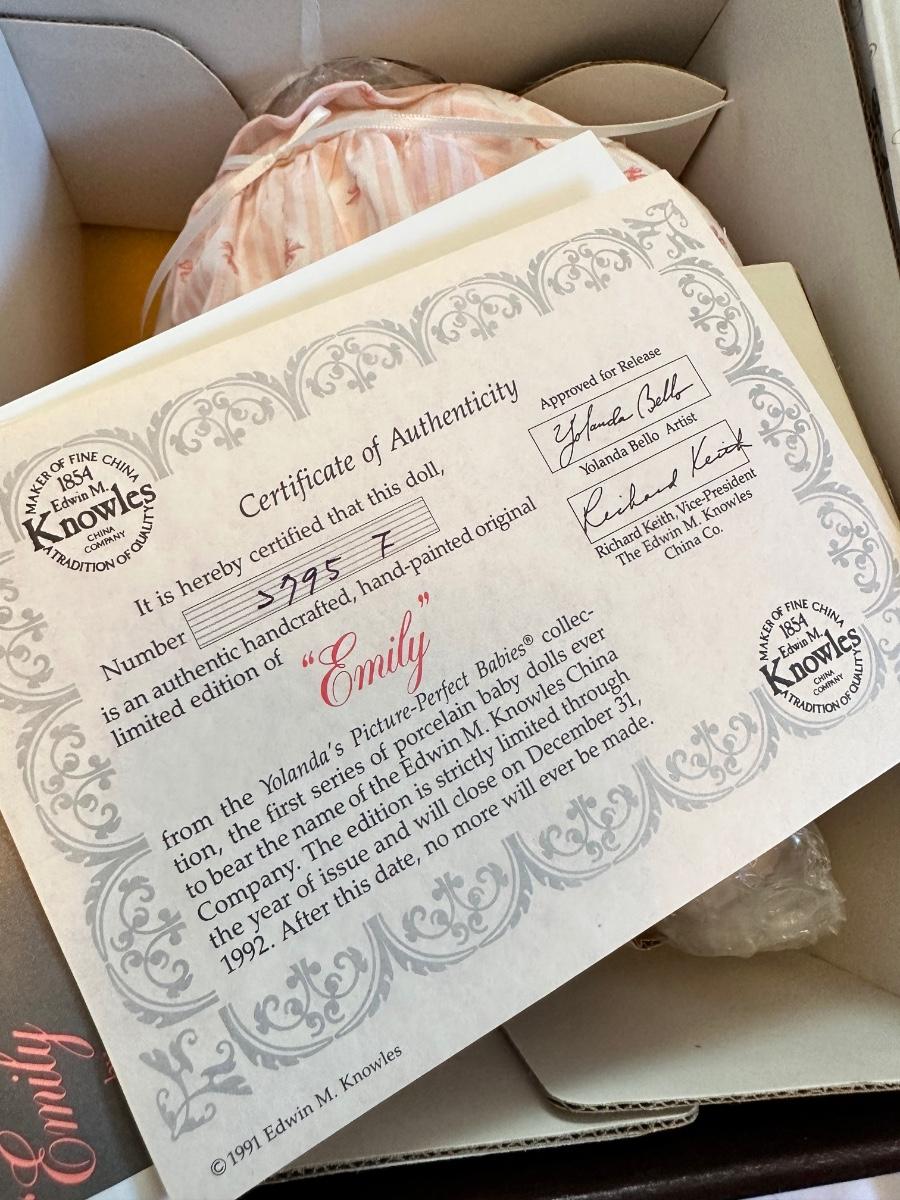 Certificate of Authenticity
It is hereby certified that this doll,
Number 5795 T
is an authentic handcrafted, hand-painted original
limited edition of "Emily"
from the Yolanda's Picture-Perfect Babies® collec-
tion, the first series of porcelain baby dolls ever
to bear the name of the Edwin M. Knowles China
Company. The edition is strictly limited through
the year of issue and will close on December 31,
1992. After this date, no more will ever be made.
Approved for Release
Yolanda Bello
Yolanda Bello Artist
Richard Keith
Richard Keith, Vice-President
The Edwin M. Knowles
China Co.
MAKER OF FINE CHINA
1854
Edwin M.
Knowles
CHINA
COMPANY
A TRADITION OF QUALITY
MAKER OF FINE CHINA
1854
Edwin M.
Knowles
CHINA
COMPANY
A TRADITION OF QUALITY
© 1991 Edwin M. Knowles
"Emily